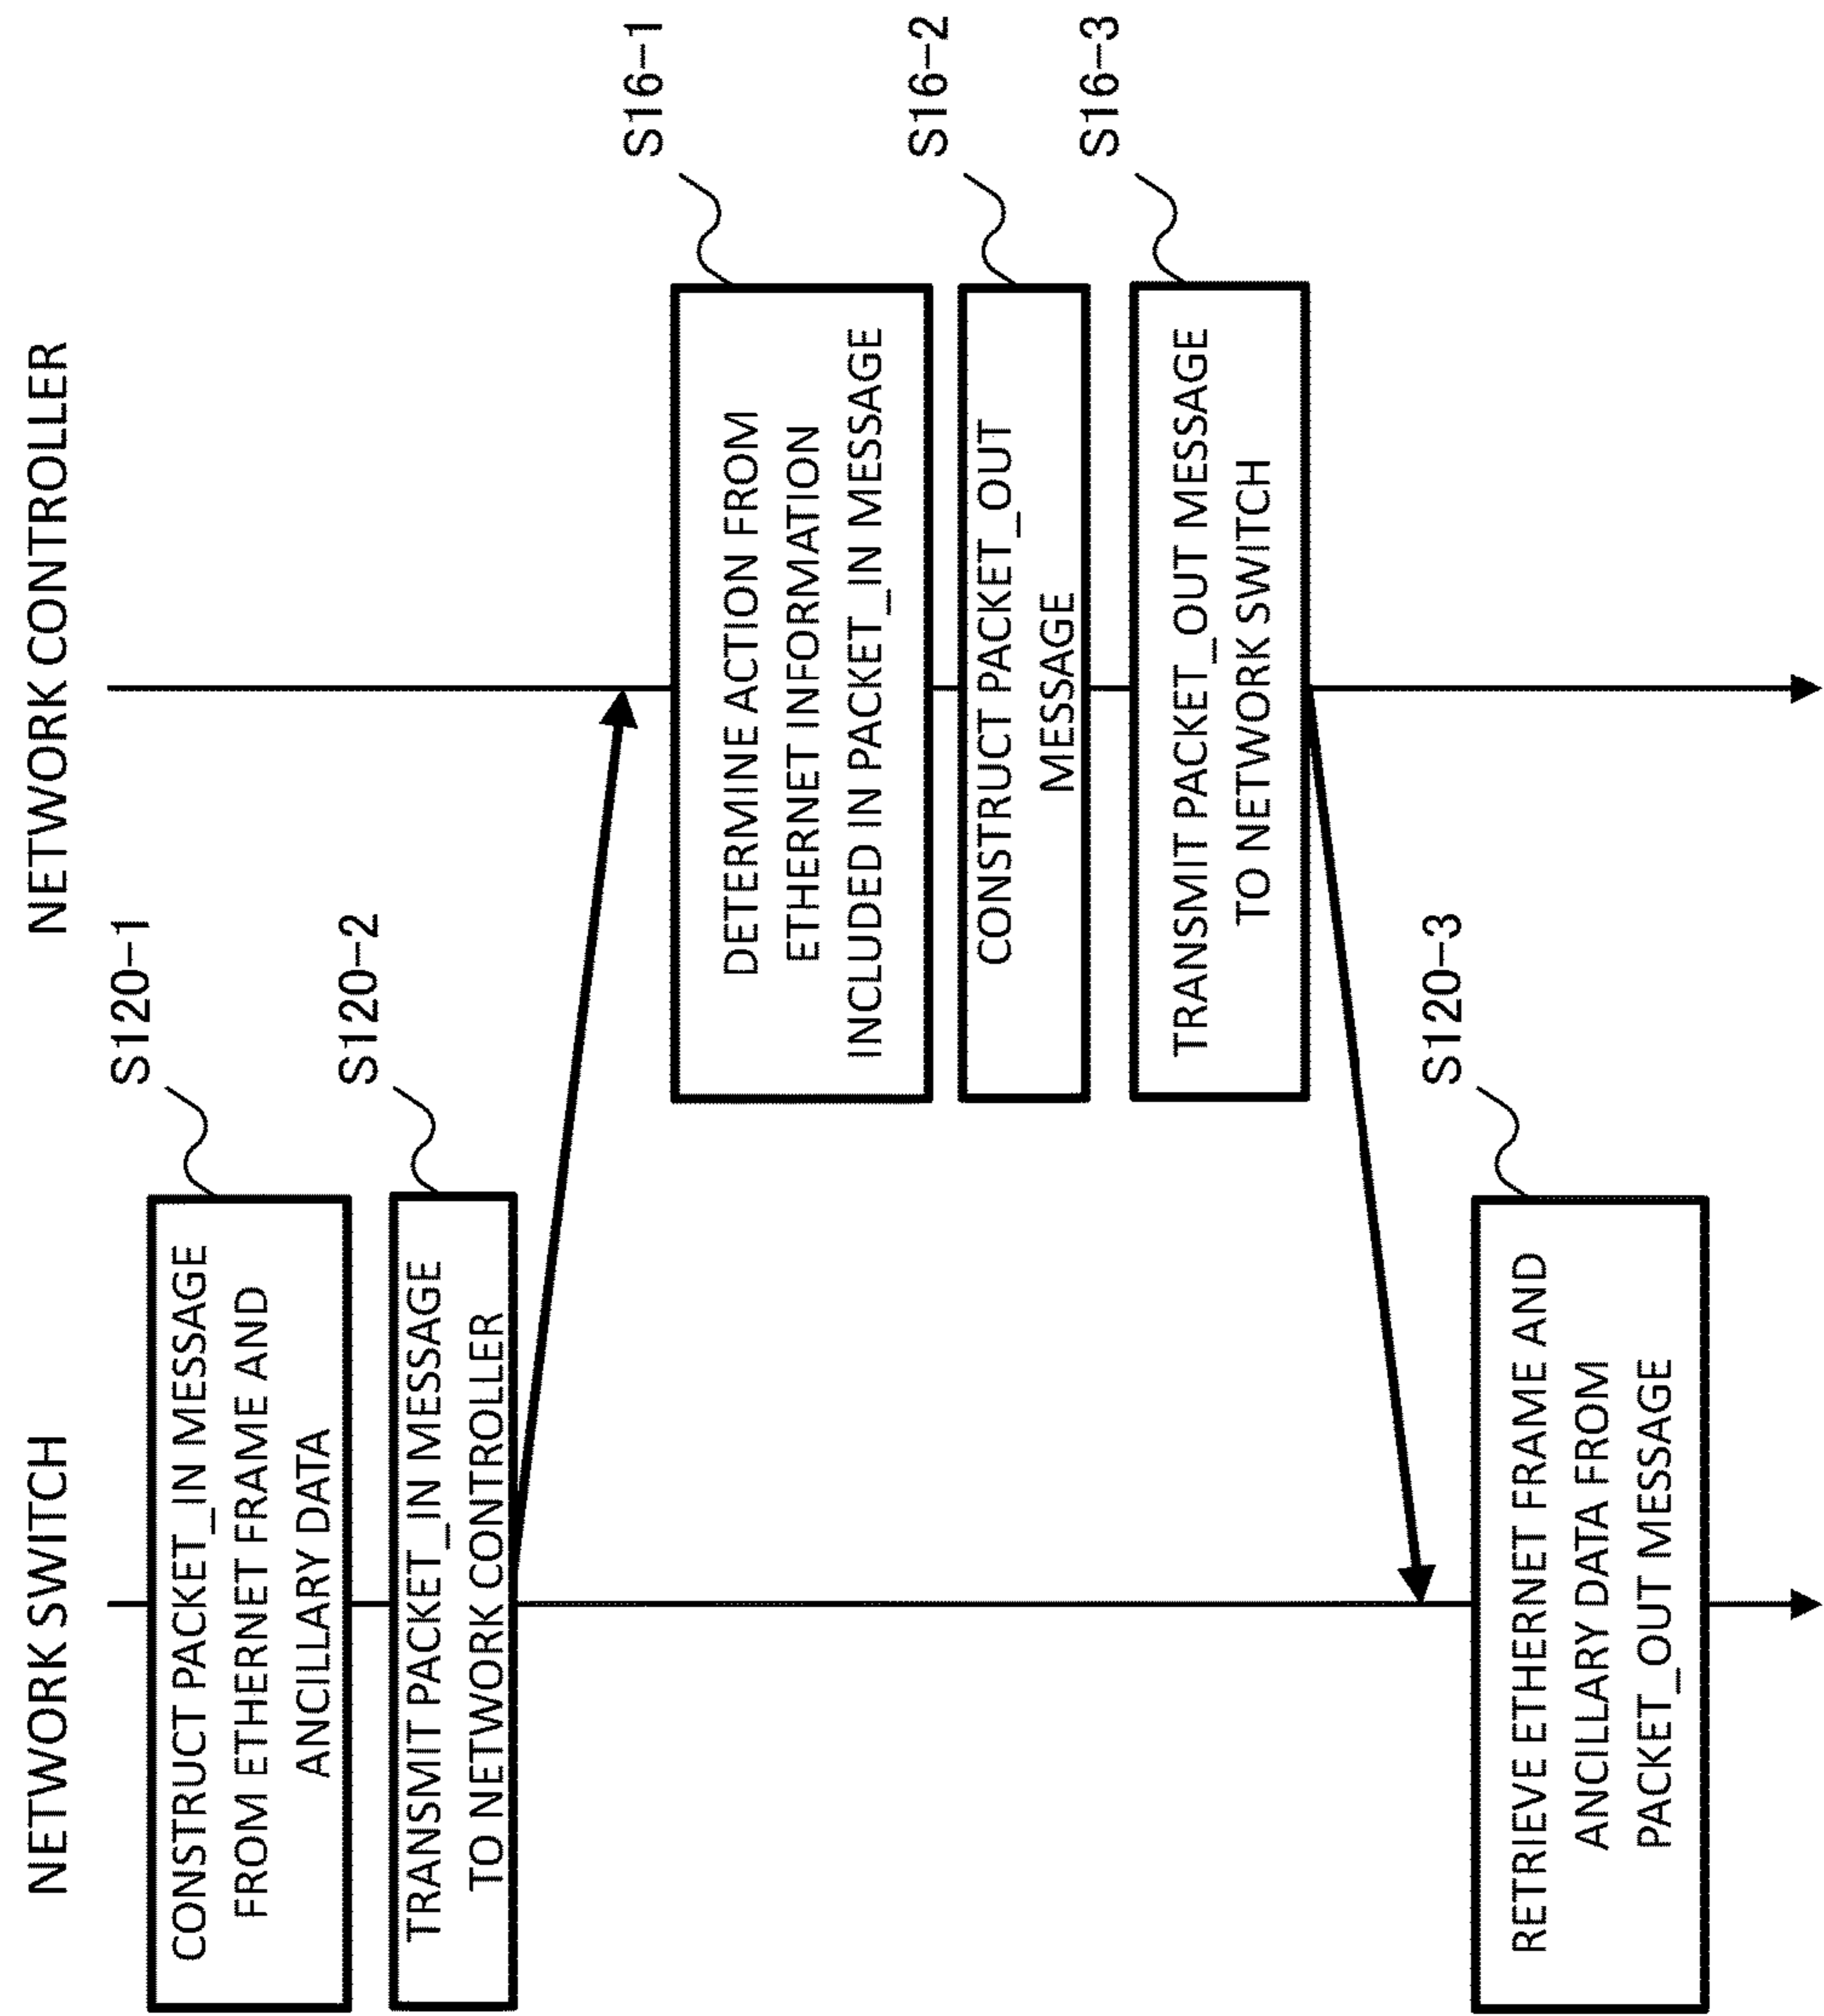 NETWORK SWITCH
NETWORK CONTROLLER
S120-1
CONSTRUCT PACKET_IN MESSAGE
FROM ETHERNET FRAME AND
ANCILLARY DATA
S120-2
TRANSMIT PACKET_IN MESSAGE
TO NETWORK CONTROLLER
S16-1
DETERMINE ACTION FROM
ETHERNET INFORMATION
INCLUDED IN PACKET_IN MESSAGE
S16-2
CONSTRUCT PACKET_OUT
MESSAGE
S16-3
TRANSMIT PACKET_OUT MESSAGE
TO NETWORK SWITCH
S120-3
RETRIEVE ETHERNET FRAME AND
ANCILLARY DATA FROM
PACKET_OUT MESSAGE